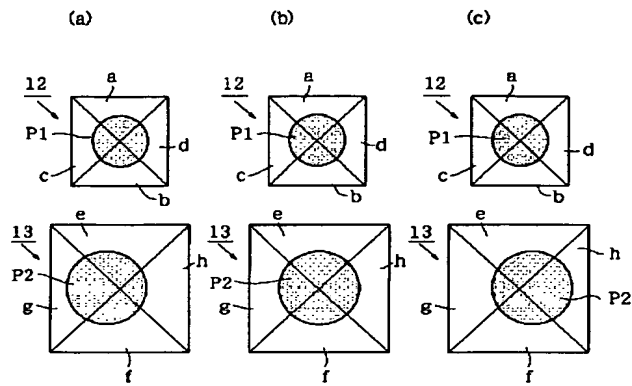 (a) (b) (c)
12 a 12 a 12 a
P1 d P1 d P1 d
c b c b c b
13 e 13 e 13 e
P2 h P2 h h
g g g P2
f f f